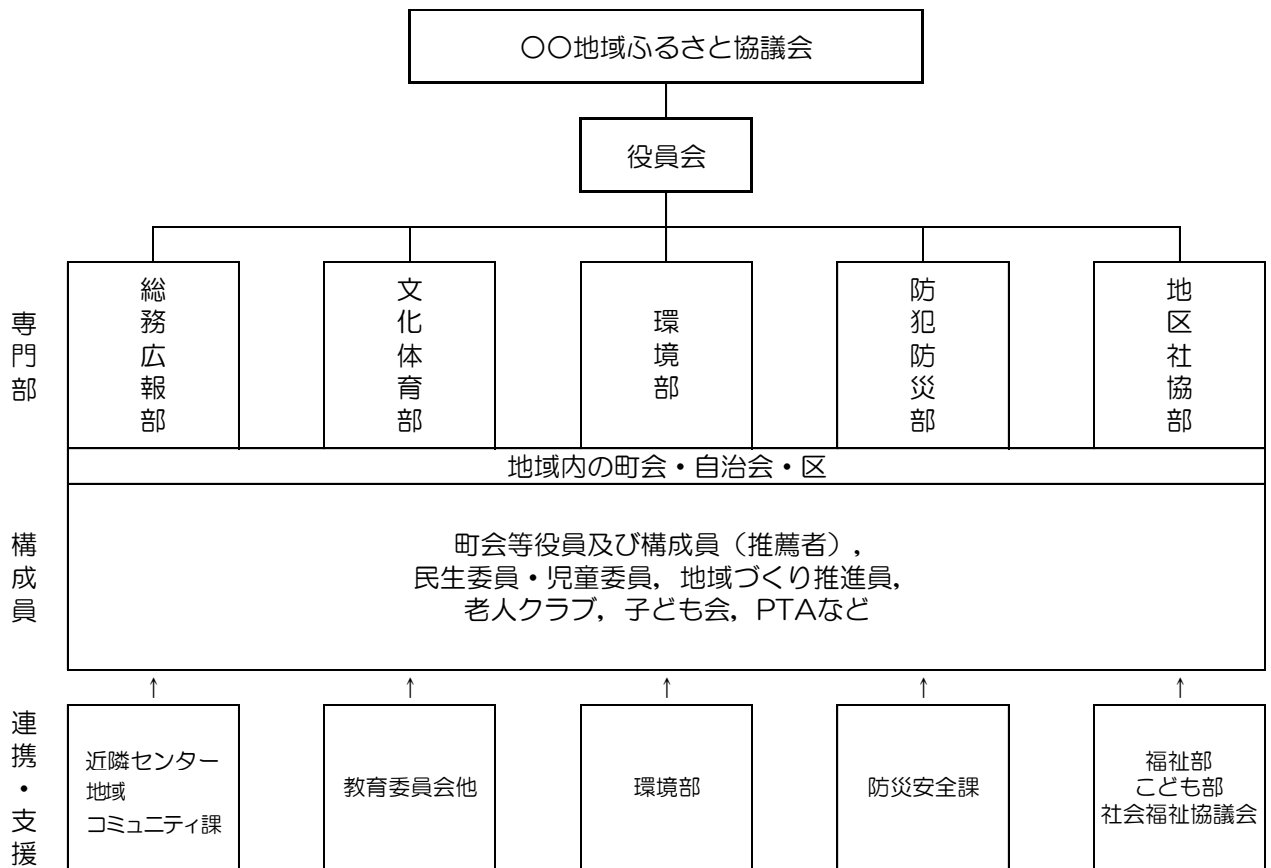 〇〇地域ふるさと協議会
役員会
専門部
総務広報部
文化体育部
環境部
防犯防災部
地区社協部
地域内の町会・自治会・区
構成員
町会等役員及び構成員（推薦者），
民生委員・児童委員，地域づくり推進員，
老人クラブ，子ども会，PTAなど
↑ ↑ ↑ ↑ ↑
連携・支援
近隣センター
地域
コミュニティ課
教育委員会他
環境部
防災安全課
福祉部
こども部
社会福祉協議会